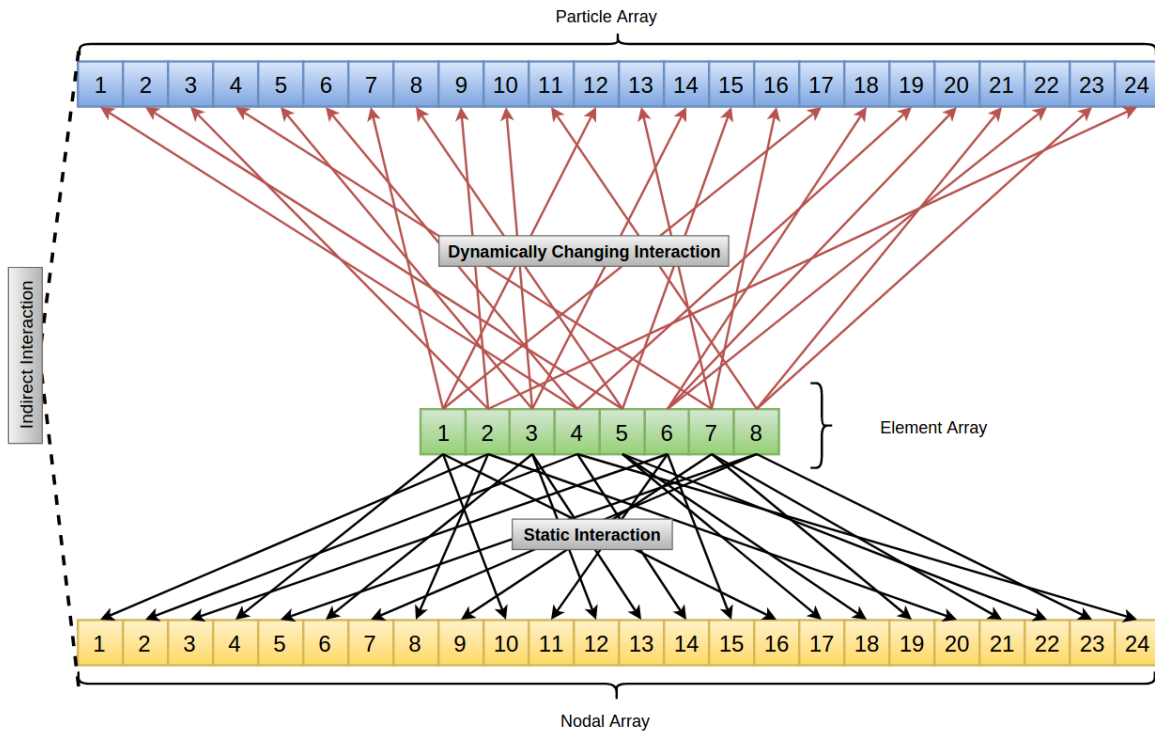 Particle Array
1 2 3 4 5 6 7 8 9 10 11 12 13 14 15 16 17 18 19 20 21 22 23 24
Dynamically Changing Interaction
Indirect Interaction
1 2 3 4 5 6 7 8
Element Array
Static Interaction
1 2 3 4 5 6 7 8 9 10 11 12 13 14 15 16 17 18 19 20 21 22 23 24
Nodal Array